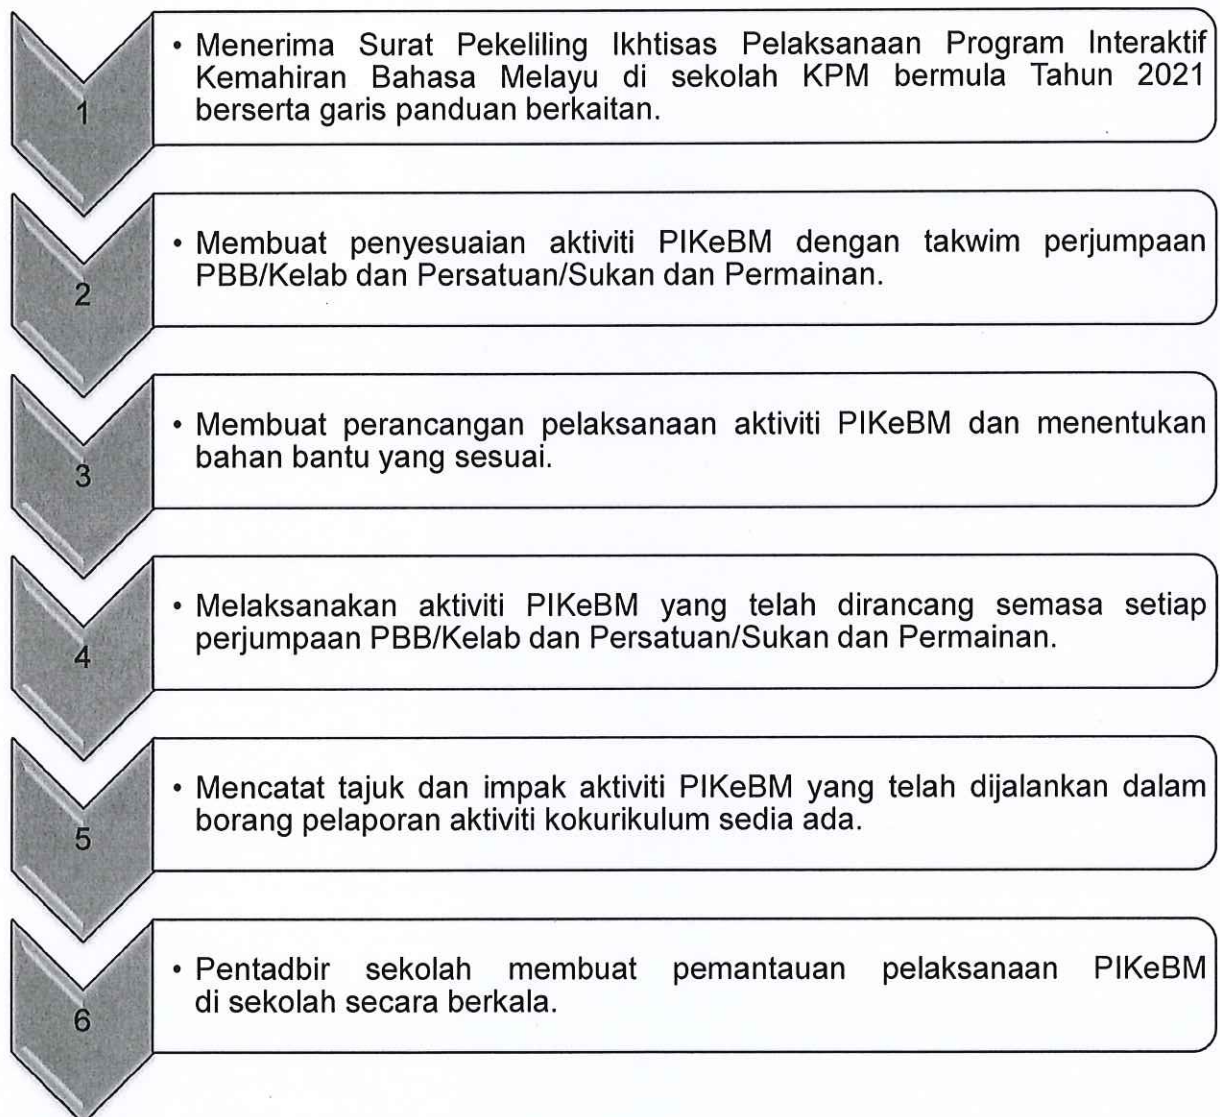 1
• Menerima Surat Pekeliling Ikhtisas Pelaksanaan Program Interaktif
Kemahiran Bahasa Melayu di sekolah KPM bermula Tahun 2021
berserta garis panduan berkaitan.
2
• Membuat penyesuaian aktiviti PIKeBM dengan takwim perjumpaan
PBB/Kelab dan Persatuan/Sukan dan Permainan.
3
• Membuat perancangan pelaksanaan aktiviti PIKeBM dan menentukan
bahan bantu yang sesuai.
4
• Melaksanakan aktiviti PIKeBM yang telah dirancang semasa setiap
perjumpaan PBB/Kelab dan Persatuan/Sukan dan Permainan.
5
• Mencatat tajuk dan impak aktiviti PIKeBM yang telah dijalankan dalam
borang pelaporan aktiviti kokurikulum sedia ada.
6
• Pentadbir sekolah membuat pemantauan pelaksanaan PIKeBM
di sekolah secara berkala.